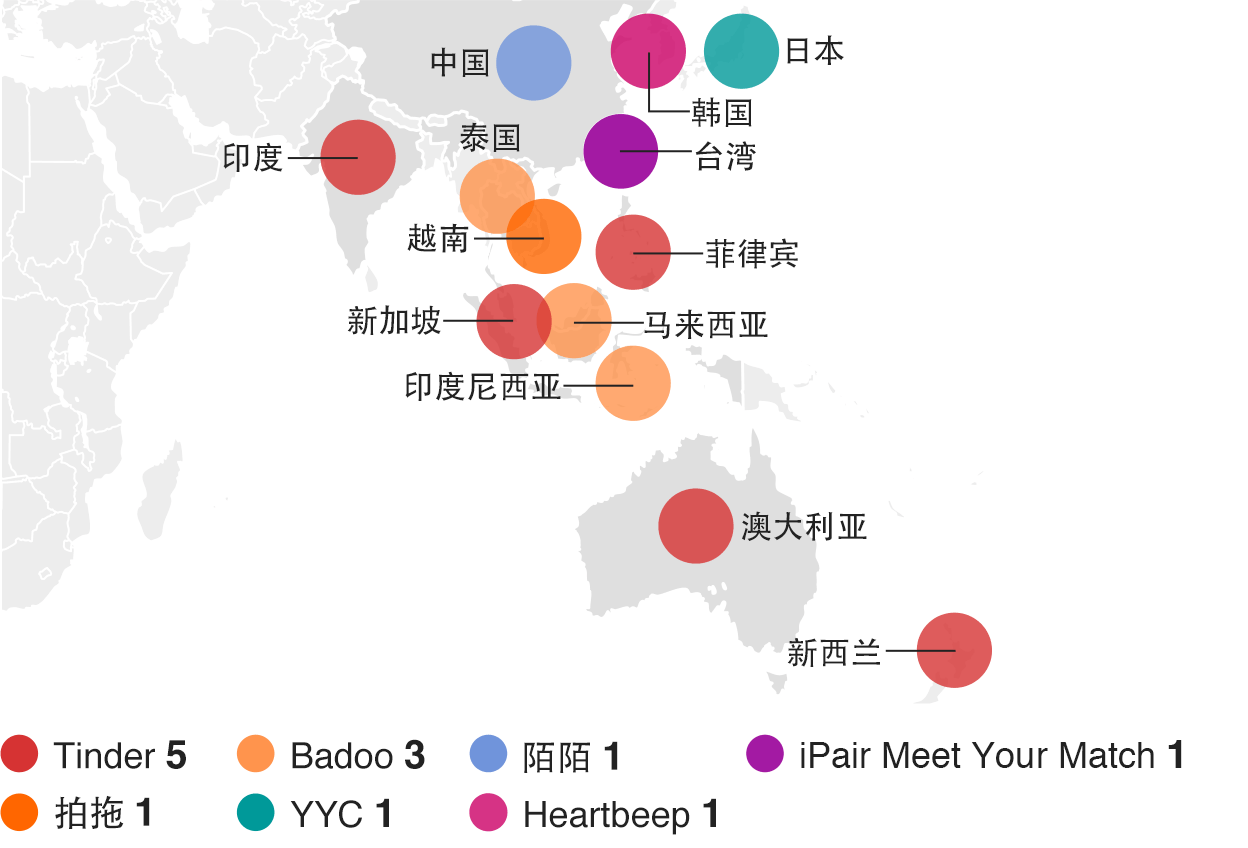 中国
日本
韩国
泰国
印度
台湾
越南
菲律宾
新加坡
马来西亚
印度尼西亚
澳大利亚
新西兰
Tinder 5
Badoo 3
陌陌 1
iPair Meet Your Match 1
拍拖 1
YYC 1
Heartbeep 1